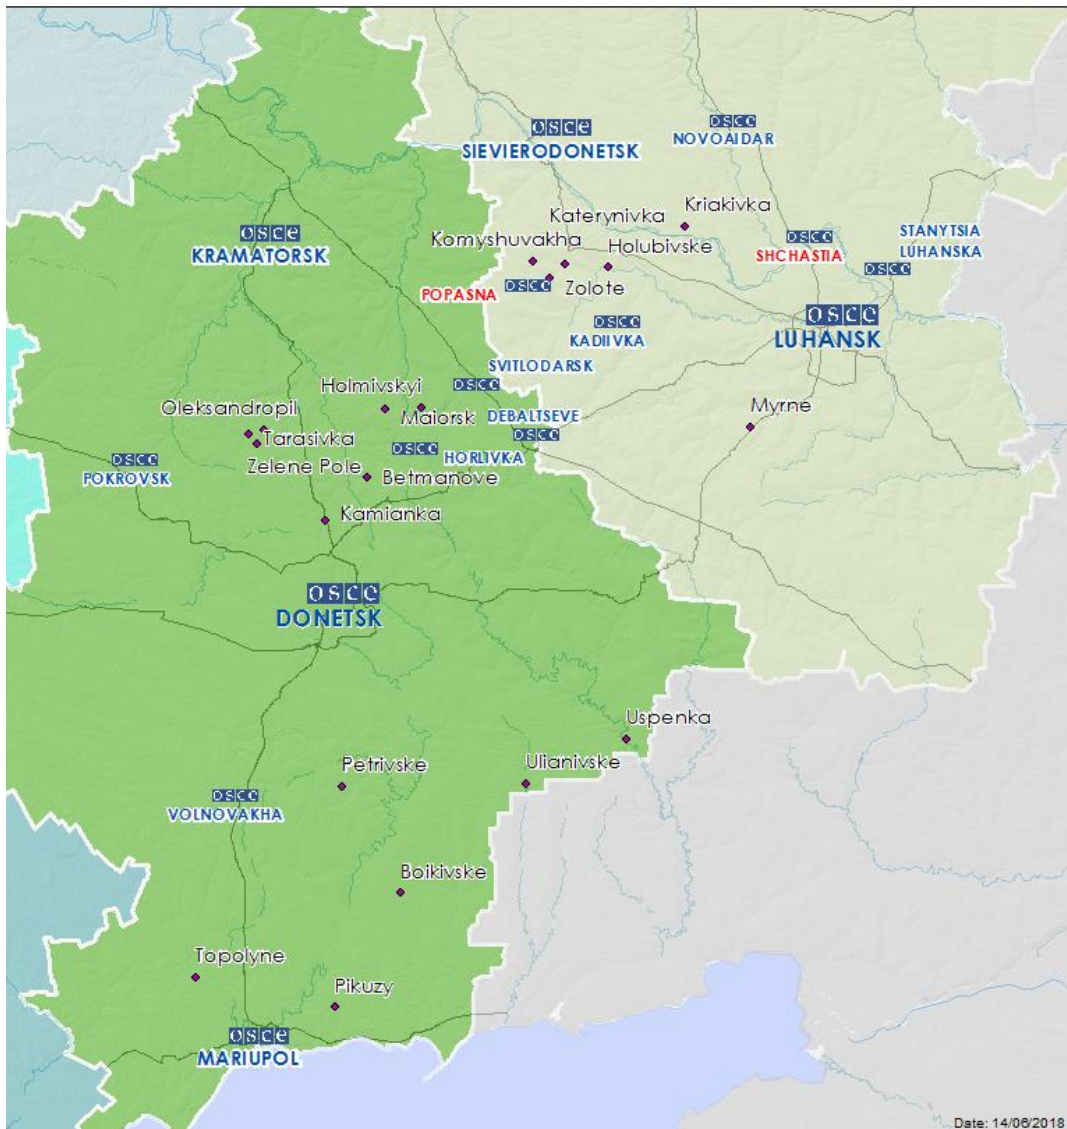 osce
SIEVIERODONETSK
osce
NOVOAIDAR
Katerynivka
Kriakivka
osce
KRAMATORSK
Komyshuvakha
Holubivske
osce
SHCHASTIA
STANYTSIA
LUHANSKA
osce
POPASNA
osce
Zolote
osce
KADIIVKA
osce
LUHANSK
SVITLODARSK
osce
Holmivskyi
Maiorsk
DEBALTSEVE
osce
Myrne
Oleksandropil
Tarasivka
osce
HORLIVKA
osce
POKROVSK
Zelene Pole
Betmanove
Kamianka
osce
DONETSK
Uspenka
Petrivske
Ulianivske
osce
VOLNOVAKHA
Boikivske
Topolyne
Pikuzy
osce
MARIUPOL
Date: 14/06/2018